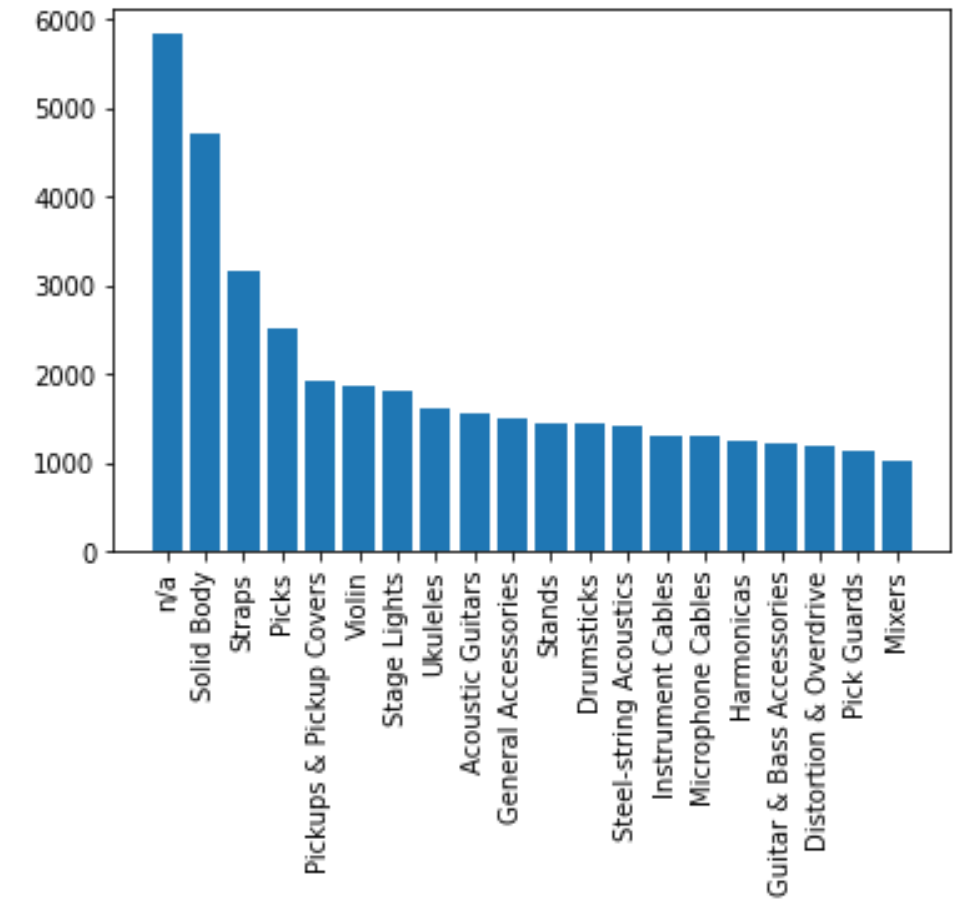 6000
5000
4000
3000
2000
1000
0
n/a
Solid Body
Straps
Picks
Pickups & Pickup Covers
Violin
Stage Lights
Ukuleles
Acoustic Guitars
General Accessories
Stands
Drumsticks
Steel-string Acoustics
Instrument Cables
Microphone Cables
Harmonicas
Guitar & Bass Accessories
Distortion & Overdrive
Pick Guards
Mixers